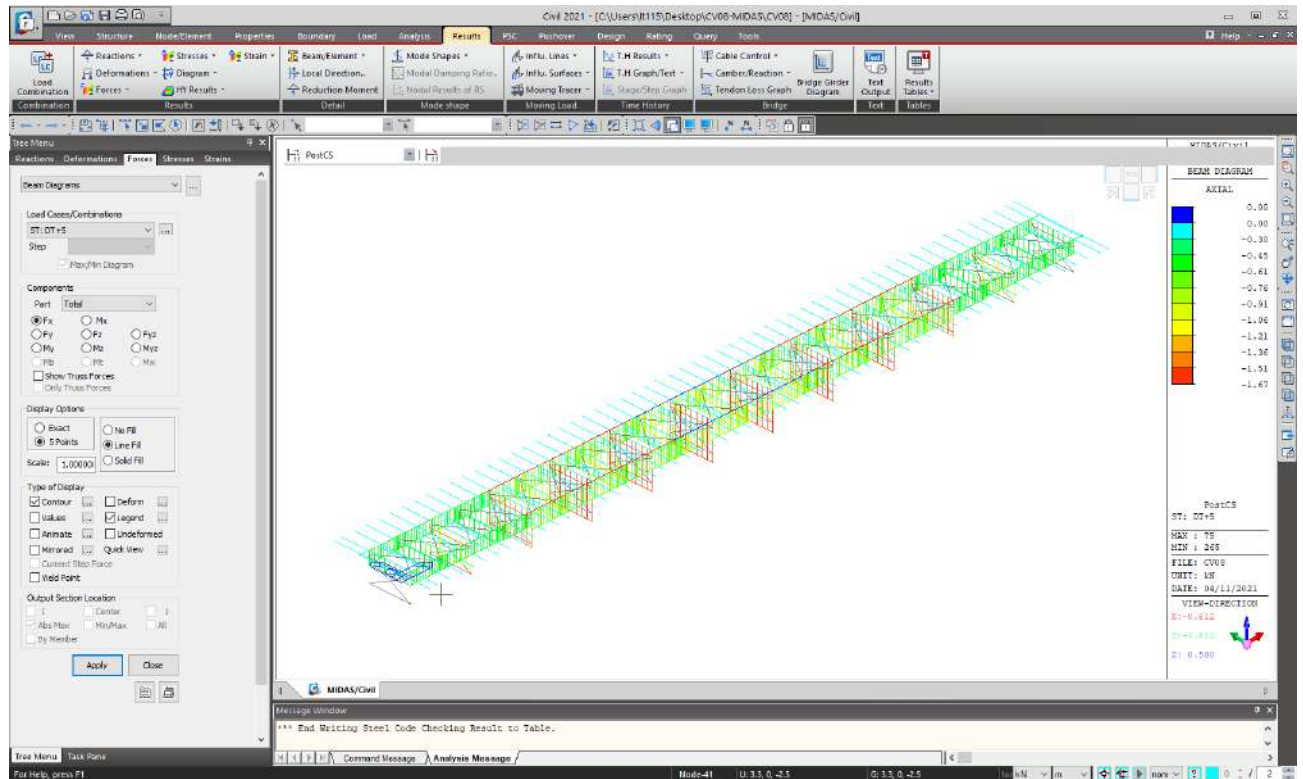 Civil 2021 - [C:\Users\lt115\Desktop\CV08-MIDAS\CV08] - [MIDAS/Civil]
View Structure Node/Element Properties Boundary Load Analysis Results PSC Pushover Design Rating Query Tools Help
Load Combination
Reactions
Deformations
Forces
Stresses
Diagram
HY Results
Strain
Beam/Element
Local Direction..
Reduction Moment
Mode Shapes
Modal Damping Ratio..
Nodal Results of RS
Influ. Lines
Influ. Surfaces
Moving Tracer
T.H Results
T.H Graph/Text
Stage/Step Graph
Cable Control
Camber/Reaction
Tendon Loss Graph
Bridge Girder Diagram
Text Output
Results Tables
Combination Results Detail Mode shape Moving Load Time History Bridge Text Tables
Tree Menu
Reactions Deformations Forces Stresses Strains
Beam Diagrams
Load Cases/Combinations
ST: DT+5
Step
Max/Min Diagram
Components
Part Total
Fx Mx
Fy Fz Fyz
My Mz Myz
Mb Mt Mw
Show Truss Forces
Only Truss Forces
Display Options
Exact
5 Points
No Fill
Line Fill
Solid Fill
Scale: 1.00000
Type of Display
Contour Deform
Values Legend
Animate Undeformed
Mirrored Quick View
Current Step Force
Yield Point
Output Section Location
I Center J
Abs Max Min/Max All
By Member
Apply Close
Tree Menu Task Pane
For Help, press F1
PostCS
MIDAS/Civil
BEAM DIAGRAM
AXIAL
0.00
-0.30
-0.45
-0.61
-0.76
-0.91
-1.06
-1.21
-1.36
-1.51
-1.67
PostCS
ST: DT+5
MAX : 75
MIN : 265
FILE: CV08
UNIT: kN
DATE: 04/11/2021
VIEW-DIRECTION
X:-0.612
Z: 0.500
MIDAS/Civil
Message Window
*** End Writing Steel Code Checking Result to Table.
Command Message Analysis Message
Node-41 U: 3.3, 0, -2.5 G: 3.3, 0, -2.5 kN m 2